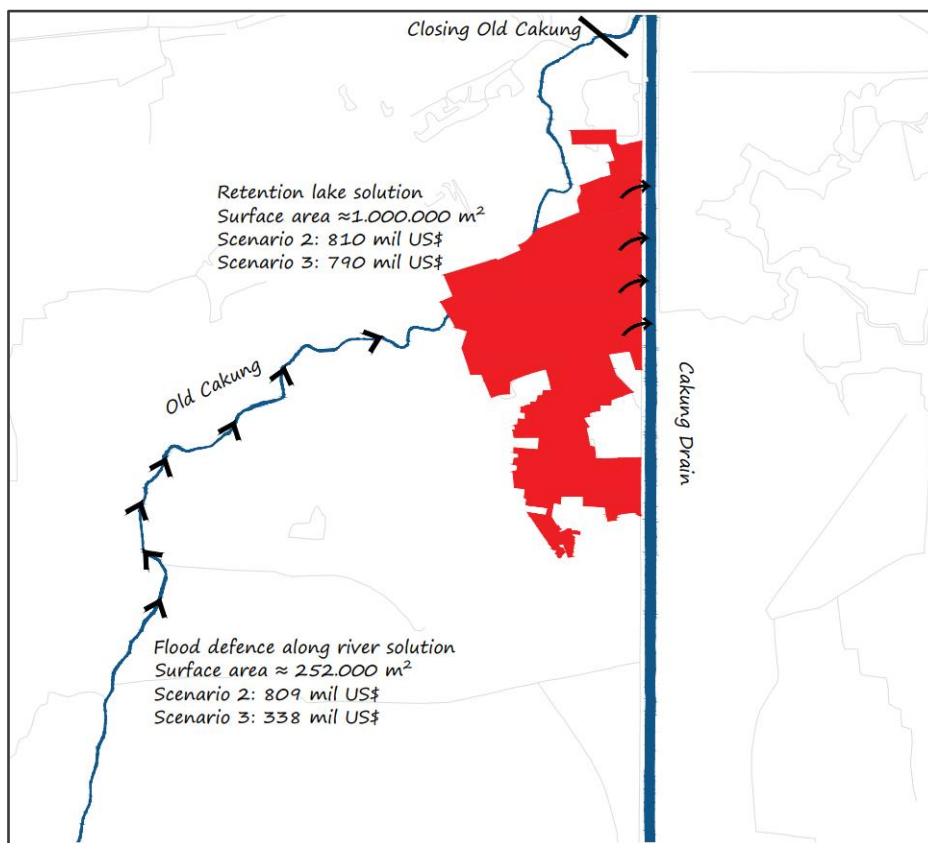 Closing Old Cakung
Retention lake solution
Surface area ≈1.000.000 m²
Scenario 2: 810 mil US$
Scenario 3: 790 mil US$
Old Cakung
Cakung Drain
Flood defence along river solution
Surface area ≈ 252.000 m²
Scenario 2: 809 mil US$
Scenario 3: 338 mil US$